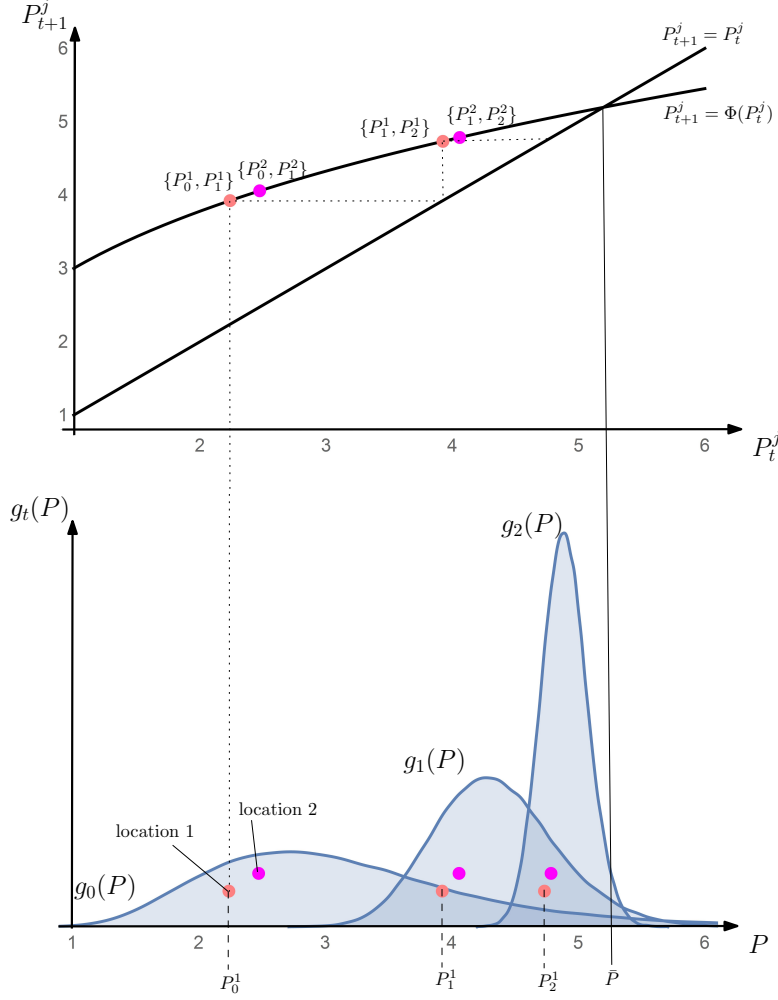 P^j_{t+1}
6
P^j_{t+1} = P^j_t
5
{P^1_1, P^1_2}
{P^2_1, P^2_2}
P^j_{t+1} = Φ(P^j_t)
4
{P^1_0, P^1_1}
{P^2_0, P^2_1}
3
2
1
2
3
4
5
6
P^j_t
g_t(P)
g_2(P)
g_1(P)
location 2
location 1
g_0(P)
1
2
3
4
5
6
P
P^1_0
P^1_1
P^1_2
P̄